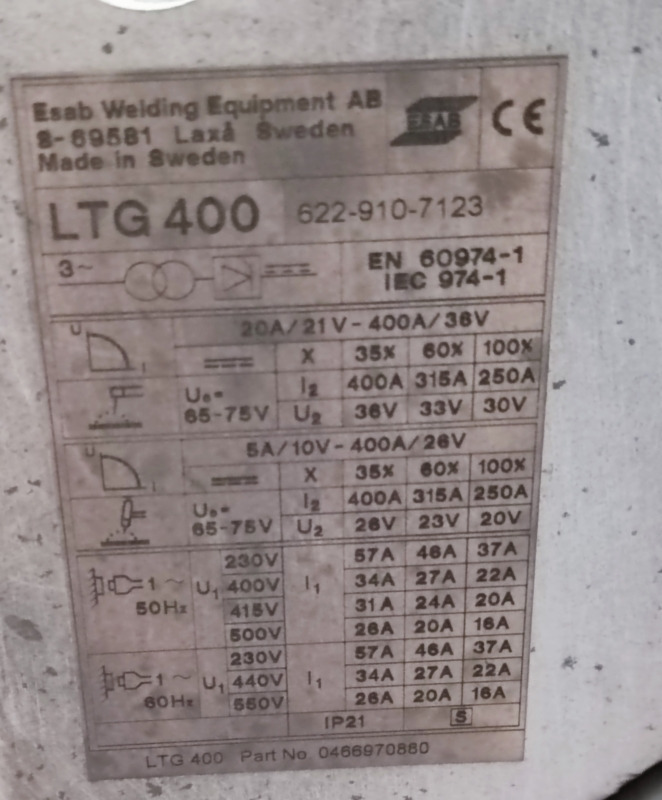 Esab Welding Equipment AB
S-69581 Laxå Sweden
Made in Sweden
ESAB CE
LTG 400 622-910-7123
3~ EN 60974-1
IEC 974-1
U 20A/21V-400A/36V
I X 35% 60% 100%
U₀= I₂ 400A 315A 250A
65-75V U₂ 36V 33V 30V
U 5A/10V-400A/26V
I X 35% 60% 100%
U₀= I₂ 400A 315A 250A
65-75V U₂ 26V 23V 20V
230V 57A 46A 37A
1~ U₁ 400V I₁ 34A 27A 22A
50Hz 415V 31A 24A 20A
500V 26A 20A 16A
230V 57A 46A 37A
1~ U₁ 440V I₁ 34A 27A 22A
60Hz 550V 26A 20A 16A
IP21 S
LTG 400 Part No 0466970880